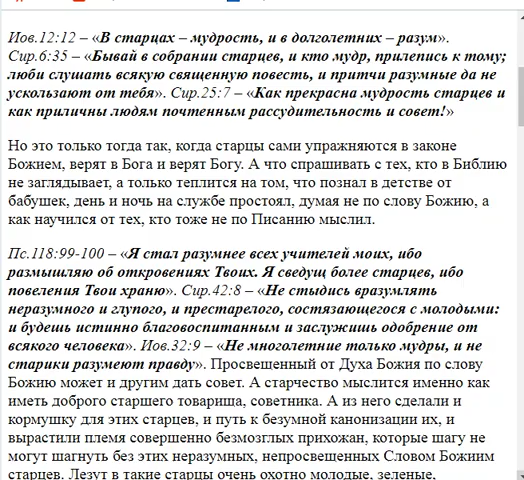 Иов.12:12 – «В старцах – мудрость, и в долголетних – разум».
Сир.6:35 – «Бывай в собрании старцев, и кто мудр, прилепись к тому;
люби слушать всякую священную повесть, и притчи разумные да не
ускользают от тебя». Сир.25:7 – «Как прекрасна мудрость старцев и
как приличны людям почтенным рассудительность и совет!»
Но это только тогда так, когда старцы сами упражняются в законе
Божием, верят в Бога и верят Богу. А что спрашивать с тех, кто в Библию
не заглядывает, а только теплится на том, что познал в детстве от
бабушек, день и ночь на службе простоял, думая не по слову Божию, а
как научился от тех, кто тоже не по Писанию мыслил.
Пс.118:99-100 – «Я стал разумнее всех учителей моих, ибо
размышляю об откровениях Твоих. Я сведущ более старцев, ибо
повеления Твои храню». Сир.42:8 – «Не стыдись вразумлять
неразумного и глупого, и престарелого, состязающегося с молодыми:
и будешь истинно благовоспитанным и заслужишь одобрение от
всякого человека». Иов.32:9 – «Не многолетние только мудры, и не
старики разумеют правду». Просвещенный от Духа Божия по слову
Божию может и другим дать совет. А старчество мыслится именно как
иметь доброго старшего товарища, советника. А из него сделали и
кормушку для этих старцев, и путь к безумной канонизации их, и
вырастили племя совершенно безмозглых прихожан, которые шагу не
могут шагнуть без этих неразумных, непросвещенных Словом Божиим
старцев. Лезут в такие старцы очень охотно молодые, зеленые,